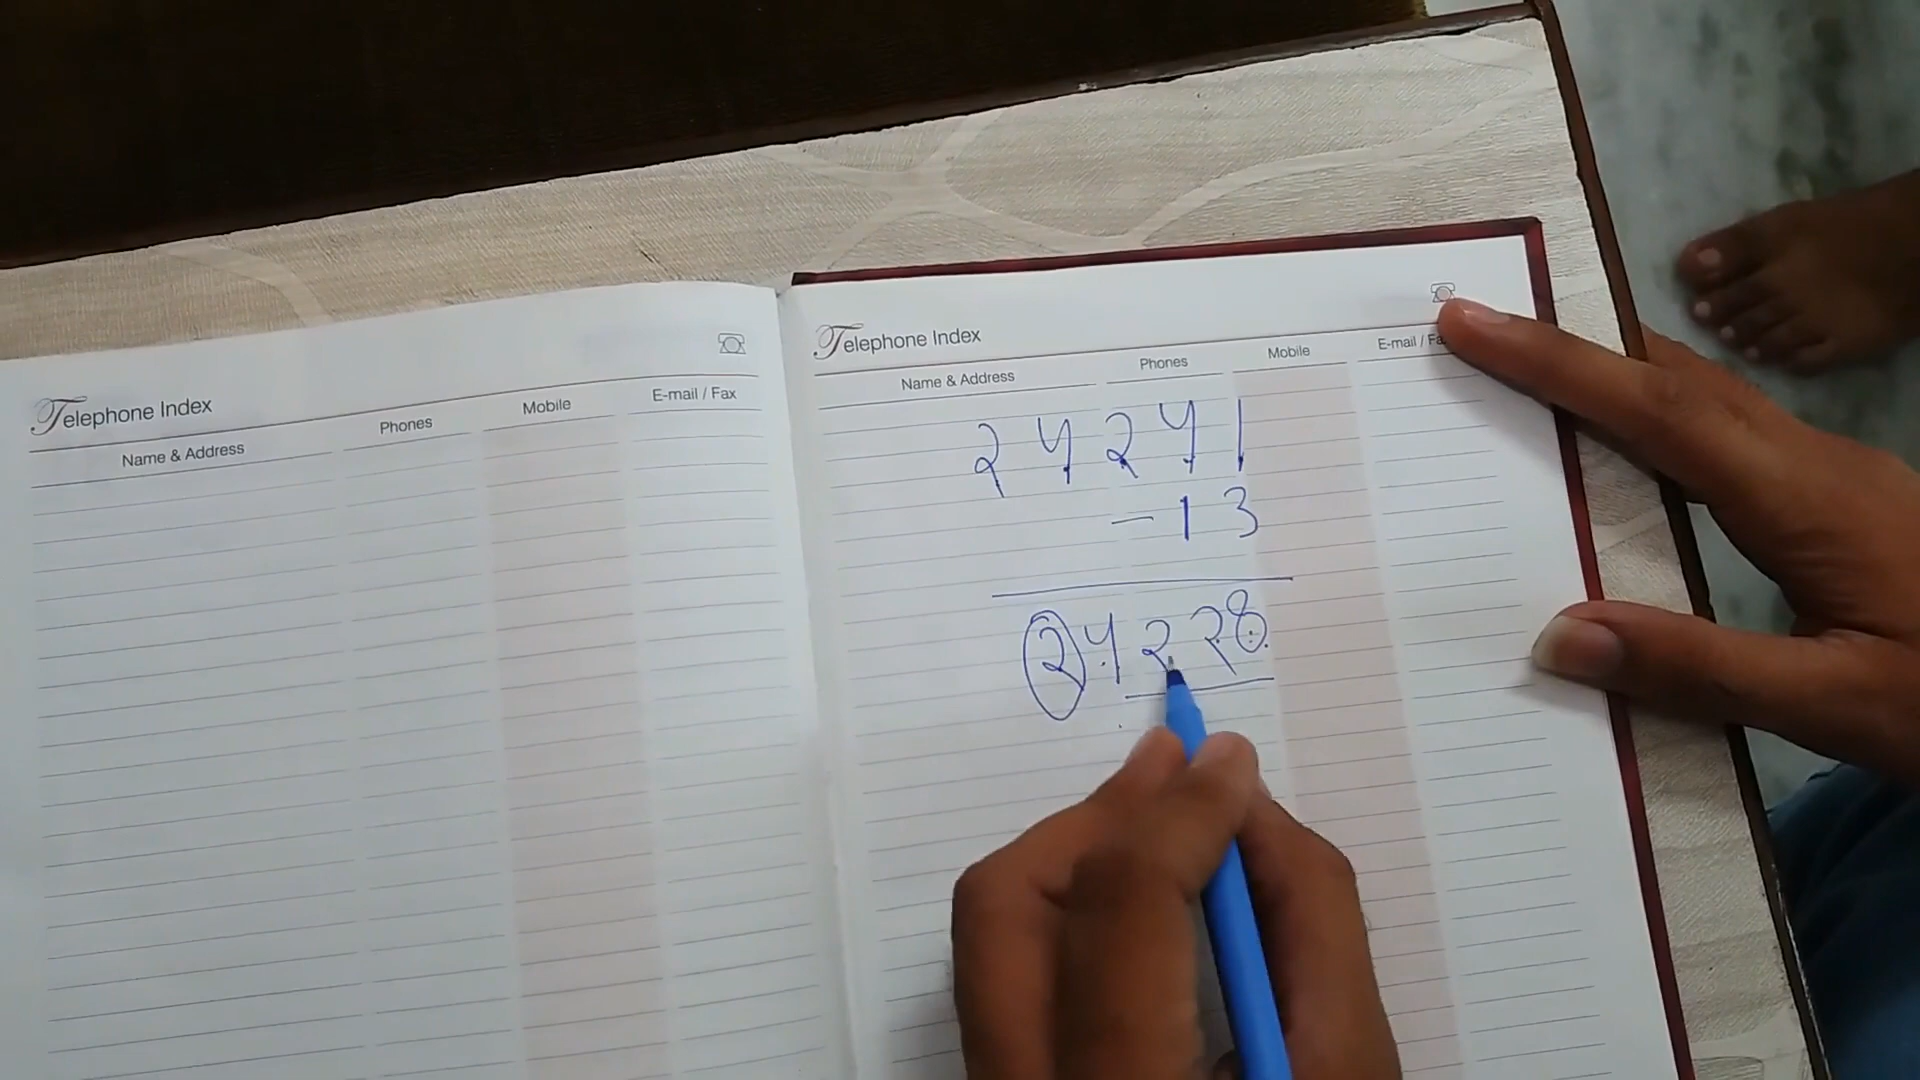 Telephone Index
Name & Address Phones Mobile E-mail / Fax
Telephone Index
Name & Address Phones Mobile E-mail / Fa
24241
- 13
24228